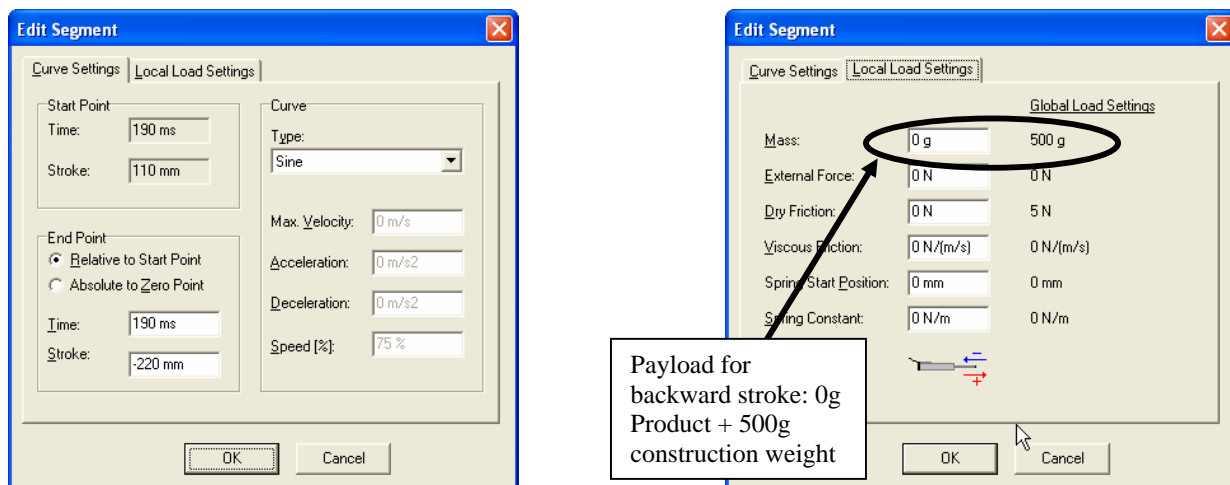 Edit Segment
Curve Settings
Local Load Settings
Start Point
Time:
190 ms
Stroke:
110 mm
End Point
Relative to Start Point
Absolute to Zero Point
Time:
190 ms
Stroke:
-220 mm
Curve
Type:
Sine
Max. Velocity:
0 m/s
Acceleration:
0 m/s2
Deceleration:
0 m/s2
Speed [%]:
75 %
OK
Cancel
Edit Segment
Curve Settings
Local Load Settings
Global Load Settings
Mass:
0 g
500 g
External Force:
0 N
0 N
Dry Friction:
0 N
5 N
Viscous Friction:
0 N/(m/s)
0 N/(m/s)
Spring Start Position:
0 mm
0 mm
Spring Constant:
0 N/m
0 N/m
Payload for
backward stroke: 0g
Product + 500g
construction weight
OK
Cancel